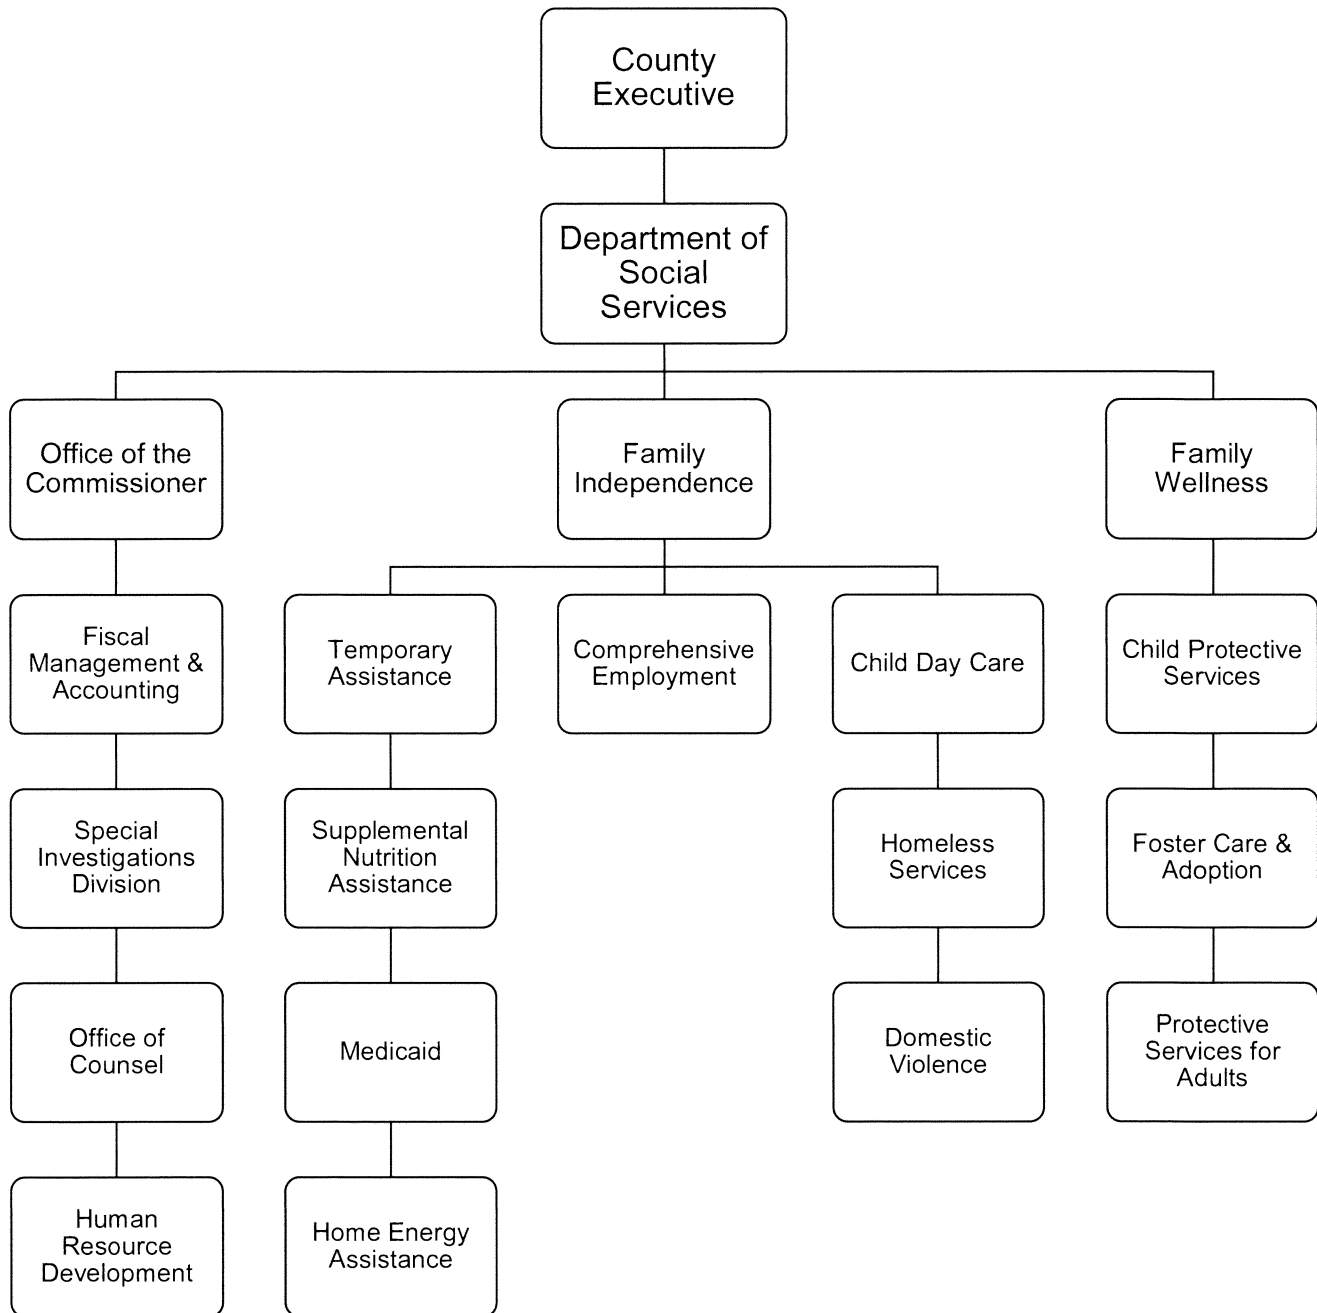 County
Executive
Department of
Social
Services
Office of the
Commissioner
Family
Independence
Family
Wellness
Fiscal
Management &
Accounting
Temporary
Assistance
Comprehensive
Employment
Child Day Care
Child Protective
Services
Special
Investigations
Division
Supplemental
Nutrition
Assistance
Homeless
Services
Foster Care &
Adoption
Office of
Counsel
Medicaid
Domestic
Violence
Protective
Services for
Adults
Human
Resource
Development
Home Energy
Assistance